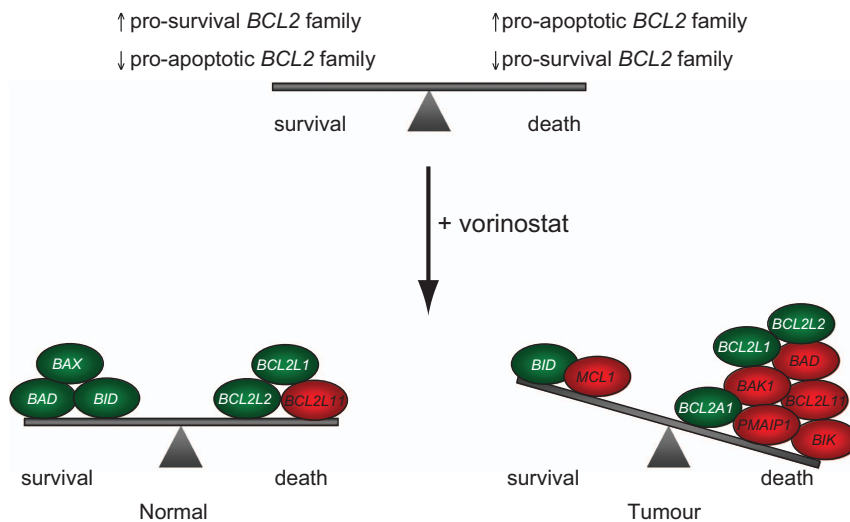 ↑ pro-survival BCL2 family
↓ pro-apoptotic BCL2 family
↑ pro-apoptotic BCL2 family
↓ pro-survival BCL2 family
survival
death
+ vorinostat
BAX
BAD
BID
BCL2L1
BCL2L2
BCL2L11
survival
death
Normal
BID
MCL1
BCL2L2
BCL2L1
BAD
BAK1
BCL2L11
BCL2A1
PMAIP1
BIK
survival
death
Tumour